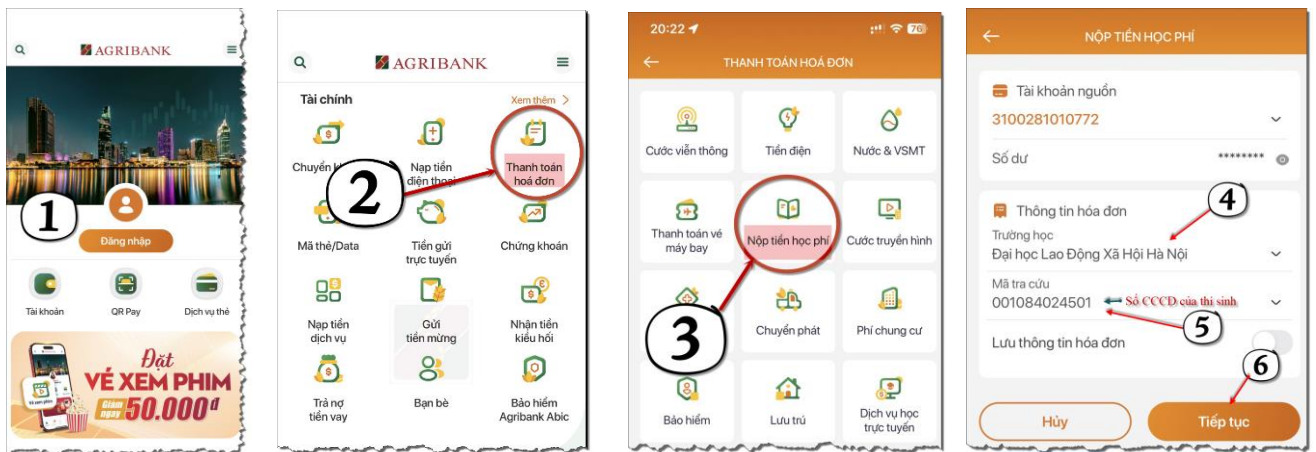 AGRIBANK
1
Đăng nhập
Tài khoản
QR Pay
Dịch vụ thẻ
Đặt
VÉ XEM PHIM
Giảm ngay 50.000đ
AGRIBANK
Tài chính
Xem thêm >
Chuyển
Nạp tiền
điện thoại
Thanh toán
hoá đơn
2
Mã thẻ/Data
Tiền gửi
trực tuyến
Chứng khoán
Nạp tiền
dịch vụ
Gửi
tiền mừng
Nhận tiền
kiều hối
Trả nợ
tiền vay
Bạn bè
Bảo hiểm
Agribank Abic
20:22
76
THANH TOÁN HOÁ ĐƠN
Cước viễn thông
Tiền điện
Nước & VSMT
Thanh toán vé
máy bay
Nộp tiền học phí
Cước truyền hình
3
Chuyển phát
Phí chung cư
Bảo hiểm
Lưu trú
Dịch vụ học
trực tuyến
NỘP TIỀN HỌC PHÍ
Tài khoản nguồn
3100281010772
Số dư ********
Thông tin hóa đơn
4
Trường học
Đại học Lao Động Xã Hội Hà Nội
Mã tra cứu
001084024501 Số CCCD của thí sinh
5
Lưu thông tin hóa đơn
6
Hủy
Tiếp tục